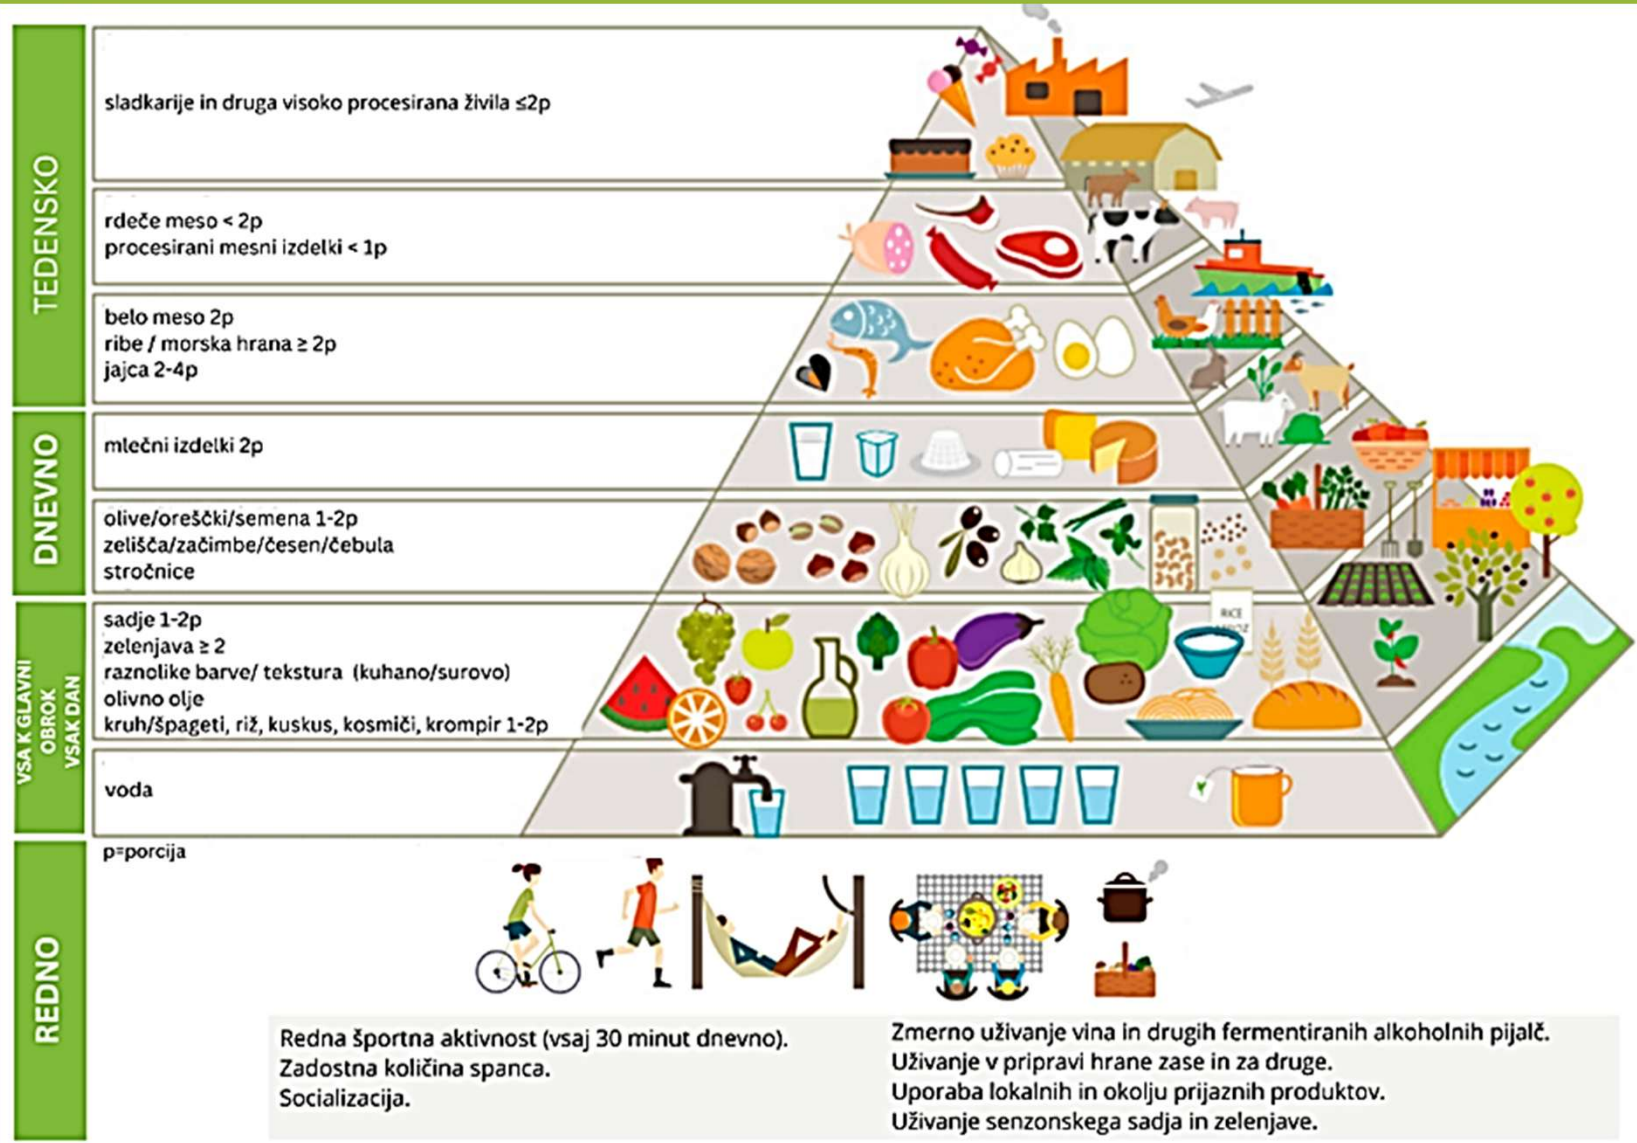 TEDENSKO
sladkarije in druga visoko procesirana živila ≤2p
rdeče meso < 2p
procesirani mesni izdelki < 1p
belo meso 2p
ribe / morska hrana ≥ 2p
jajca 2-4p
DNEVNO
mlečni izdelki 2p
olive/oreščki/semena 1-2p
zelišča/začimbe/česen/čebula
stročnice
VSA K GLAVNI
OBROK
VSAK DAN
sadje 1-2p
zelenjava ≥ 2
raznolike barve/ tekstura (kuhano/surovo)
olivno olje
kruh/špageti, riž, kuskus, kosmiči, krompir 1-2p
RICE
voda
p=porcija
REDNO
Redna športna aktivnost (vsaj 30 minut dnevno).
Zadostna količina spanca.
Socializacija.
Zmerno uživanje vina in drugih fermentiranih alkoholnih pijalč.
Uživanje v pripravi hrane zase in za druge.
Uporaba lokalnih in okolju prijaznih produktov.
Uživanje senzonskega sadja in zelenjave.